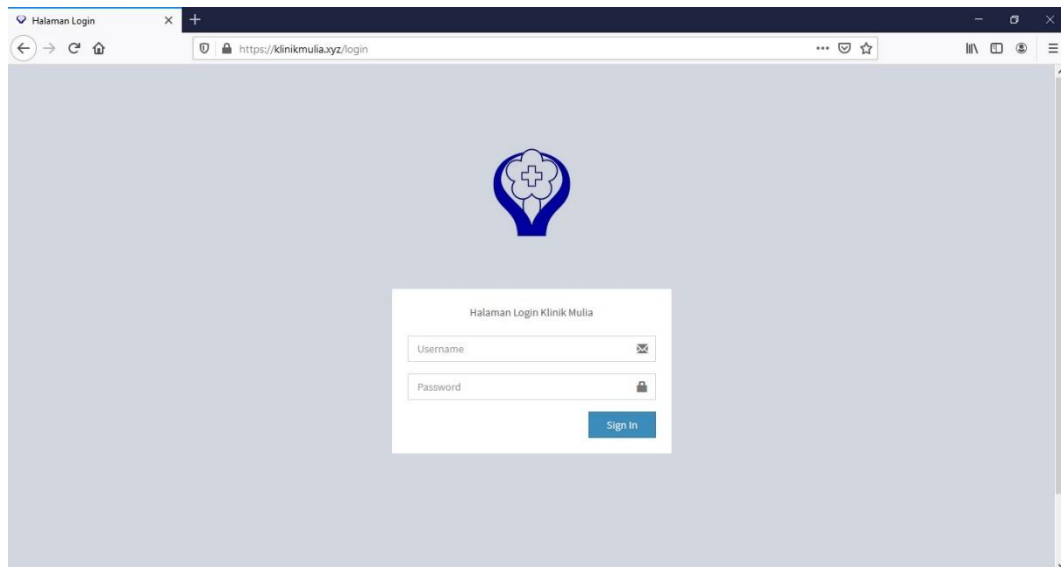 Halaman Login
https://klinikmulia.xyz/login
Halaman Login Klinik Mulia
Username
Password
Sign In